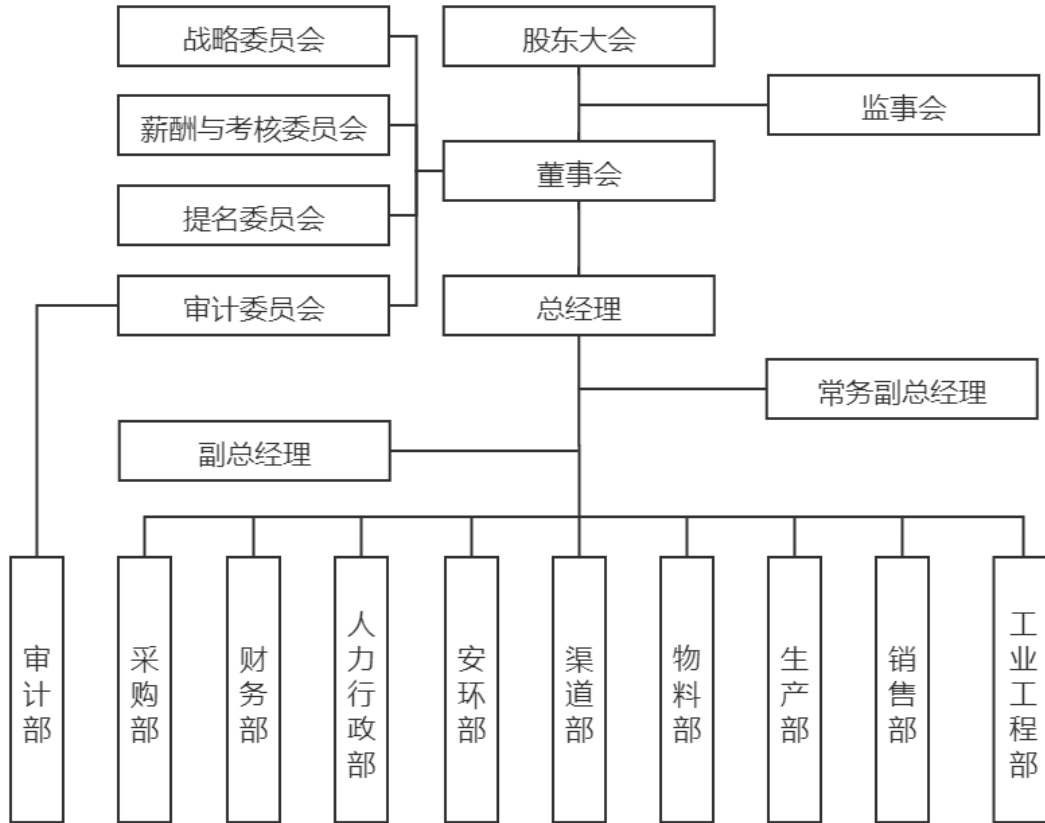 战略委员会
股东大会
监事会
薪酬与考核委员会
董事会
提名委员会
审计委员会
总经理
常务副总经理
副总经理
审计部
采购部
财务部
人力行政部
安环部
渠道部
物料部
生产部
销售部
工业工程部